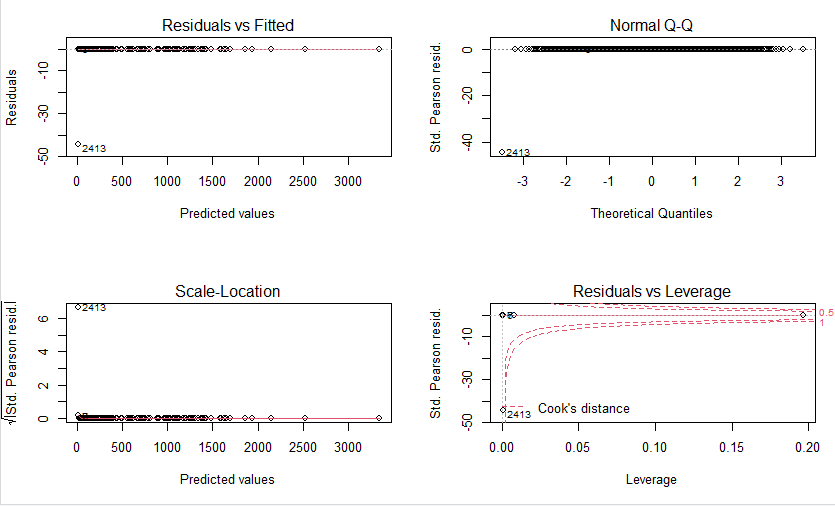 Residuals vs Fitted
Residuals
-10
-30
-50
2413
0 500 1000 1500 2000 2500 3000
Predicted values
Normal Q-Q
Std. Pearson resid.
0
-20
-40
2413
-3 -2 -1 0 1 2 3
Theoretical Quantiles
Scale-Location
√|Std. Pearson resid.|
6
4
2
0
2413
0 500 1000 1500 2000 2500 3000
Predicted values
Residuals vs Leverage
Std. Pearson resid.
-10
-30
-50
0.5
1
2413
Cook's distance
0.00 0.05 0.10 0.15 0.20
Leverage